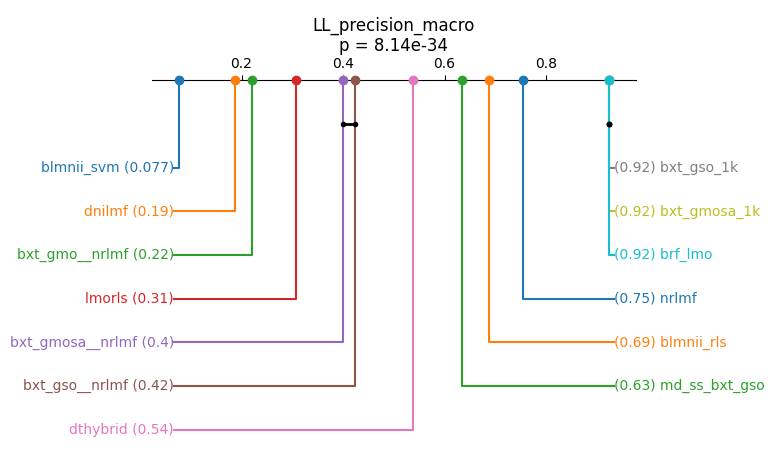 LL_precision_macro
p = 8.14e-34
0.2 0.4 0.6 0.8
blmnii_svm (0.077) (0.92) bxt_gso_1k
dnilmf (0.19) (0.92) bxt_gmosa_1k
bxt_gmo__nrlmf (0.22) (0.92) brf_lmo
lmorls (0.31) (0.75) nrlmf
bxt_gmosa__nrlmf (0.4) (0.69) blmnii_rls
bxt_gso__nrlmf (0.42) (0.63) md_ss_bxt_gso
dthybrid (0.54)